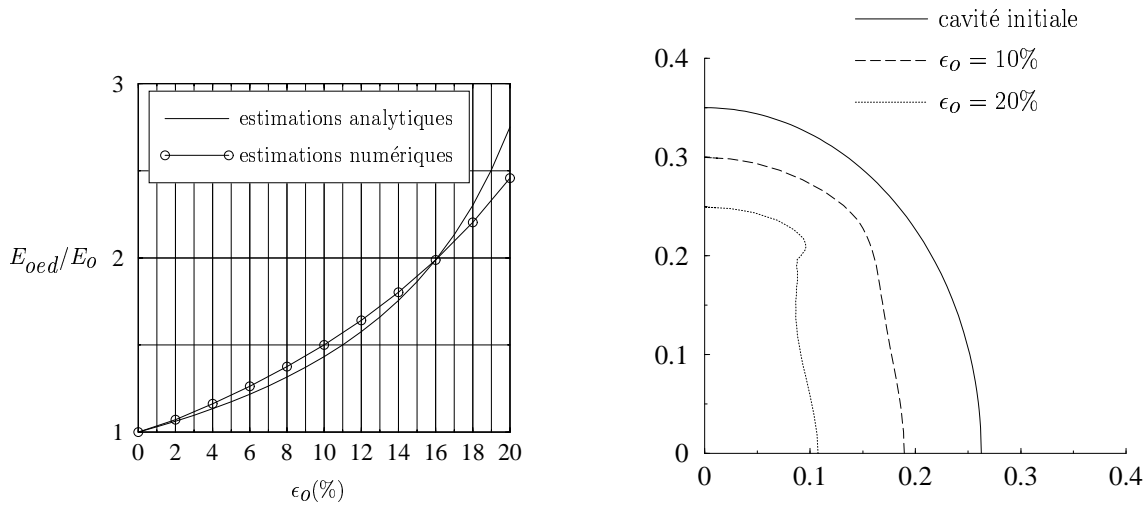 3
estimations analytiques
estimations numériques
E_{oed}/E_o
2
1
0 2 4 6 8 10 12 14 16 18 20
ϵ_o(%)
cavité initiale
ϵ_o = 10%
ϵ_o = 20%
0.4
0.3
0.2
0.1
0
0 0.1 0.2 0.3 0.4